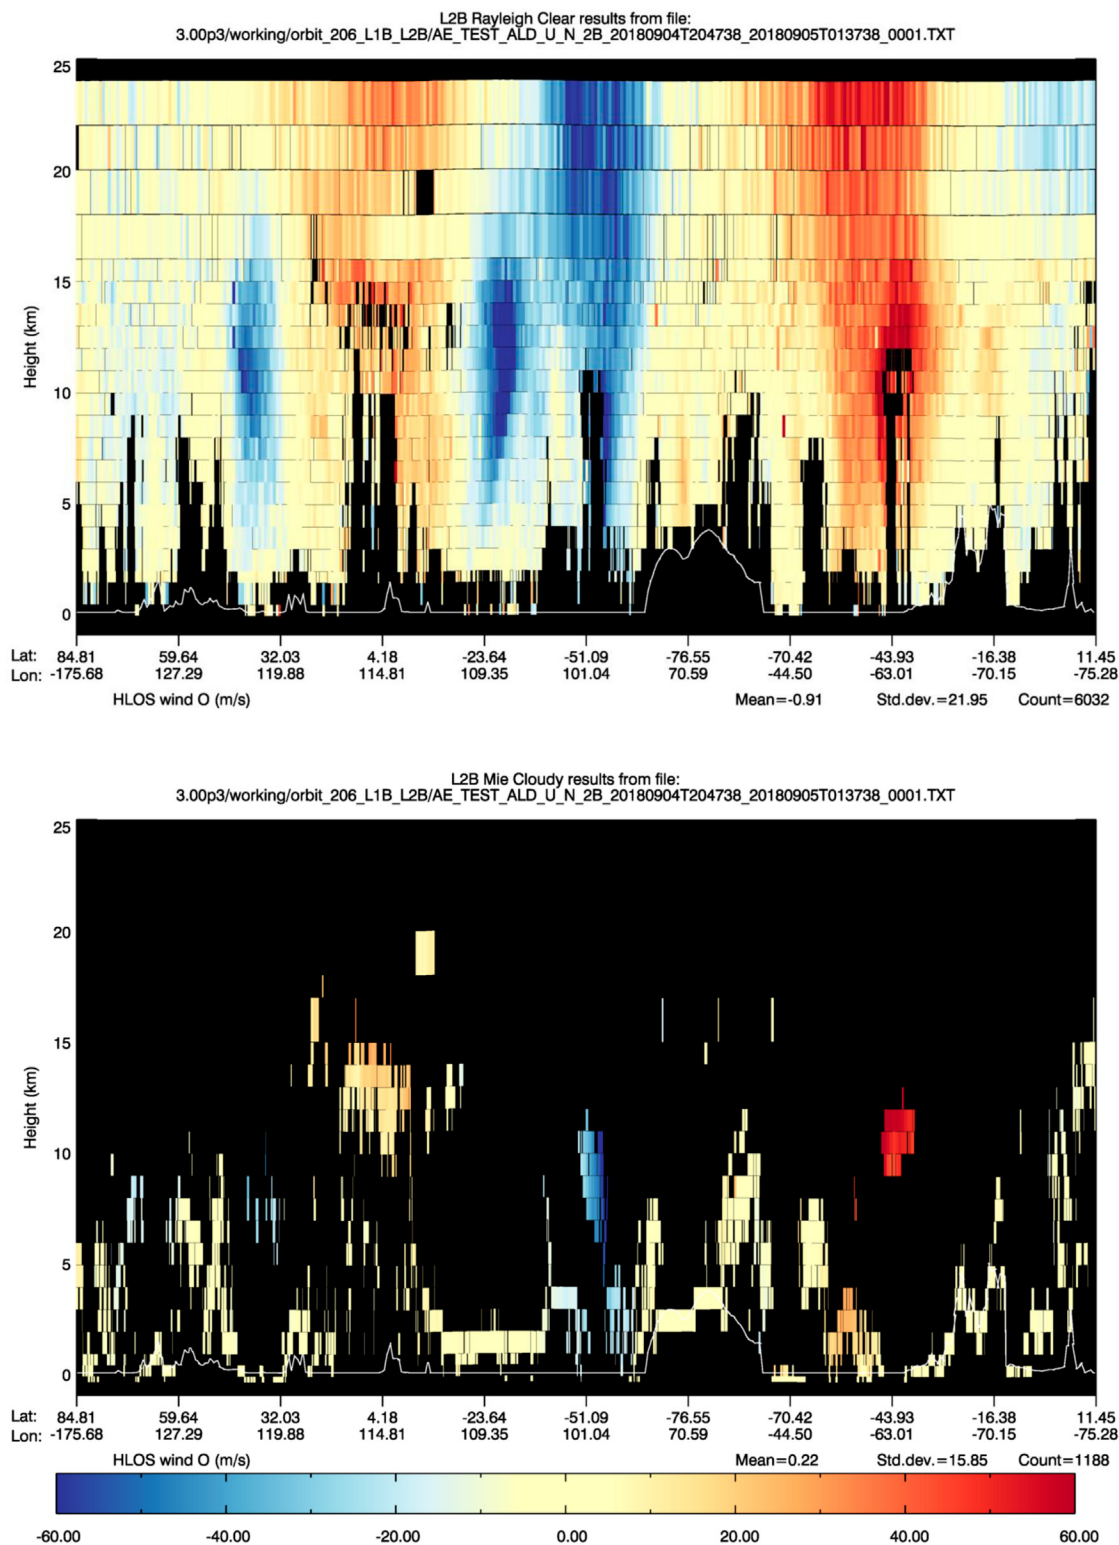 L2B Rayleigh Clear results from file:
3.00p3/working/orbit_206_L1B_L2B/AE_TEST_ALD_U_N_2B_20180904T204738_20180905T013738_0001.TXT
25
20
15
10
5
0
Height (km)
Lat: 84.81 59.64 32.03 4.18 -23.64 -51.09 -76.55 -70.42 -43.93 -16.38 11.45
Lon: -175.68 127.29 119.88 114.81 109.35 101.04 70.59 -44.50 -63.01 -70.15 -75.28
HLOS wind O (m/s) Mean=-0.91 Std.dev.=21.95 Count=6032
L2B Mie Cloudy results from file:
3.00p3/working/orbit_206_L1B_L2B/AE_TEST_ALD_U_N_2B_20180904T204738_20180905T013738_0001.TXT
25
20
15
10
5
0
Height (km)
Lat: 84.81 59.64 32.03 4.18 -23.64 -51.09 -76.55 -70.42 -43.93 -16.38 11.45
Lon: -175.68 127.29 119.88 114.81 109.35 101.04 70.59 -44.50 -63.01 -70.15 -75.28
HLOS wind O (m/s) Mean=0.22 Std.dev.=15.85 Count=1188
-60.00 -40.00 -20.00 0.00 20.00 40.00 60.00